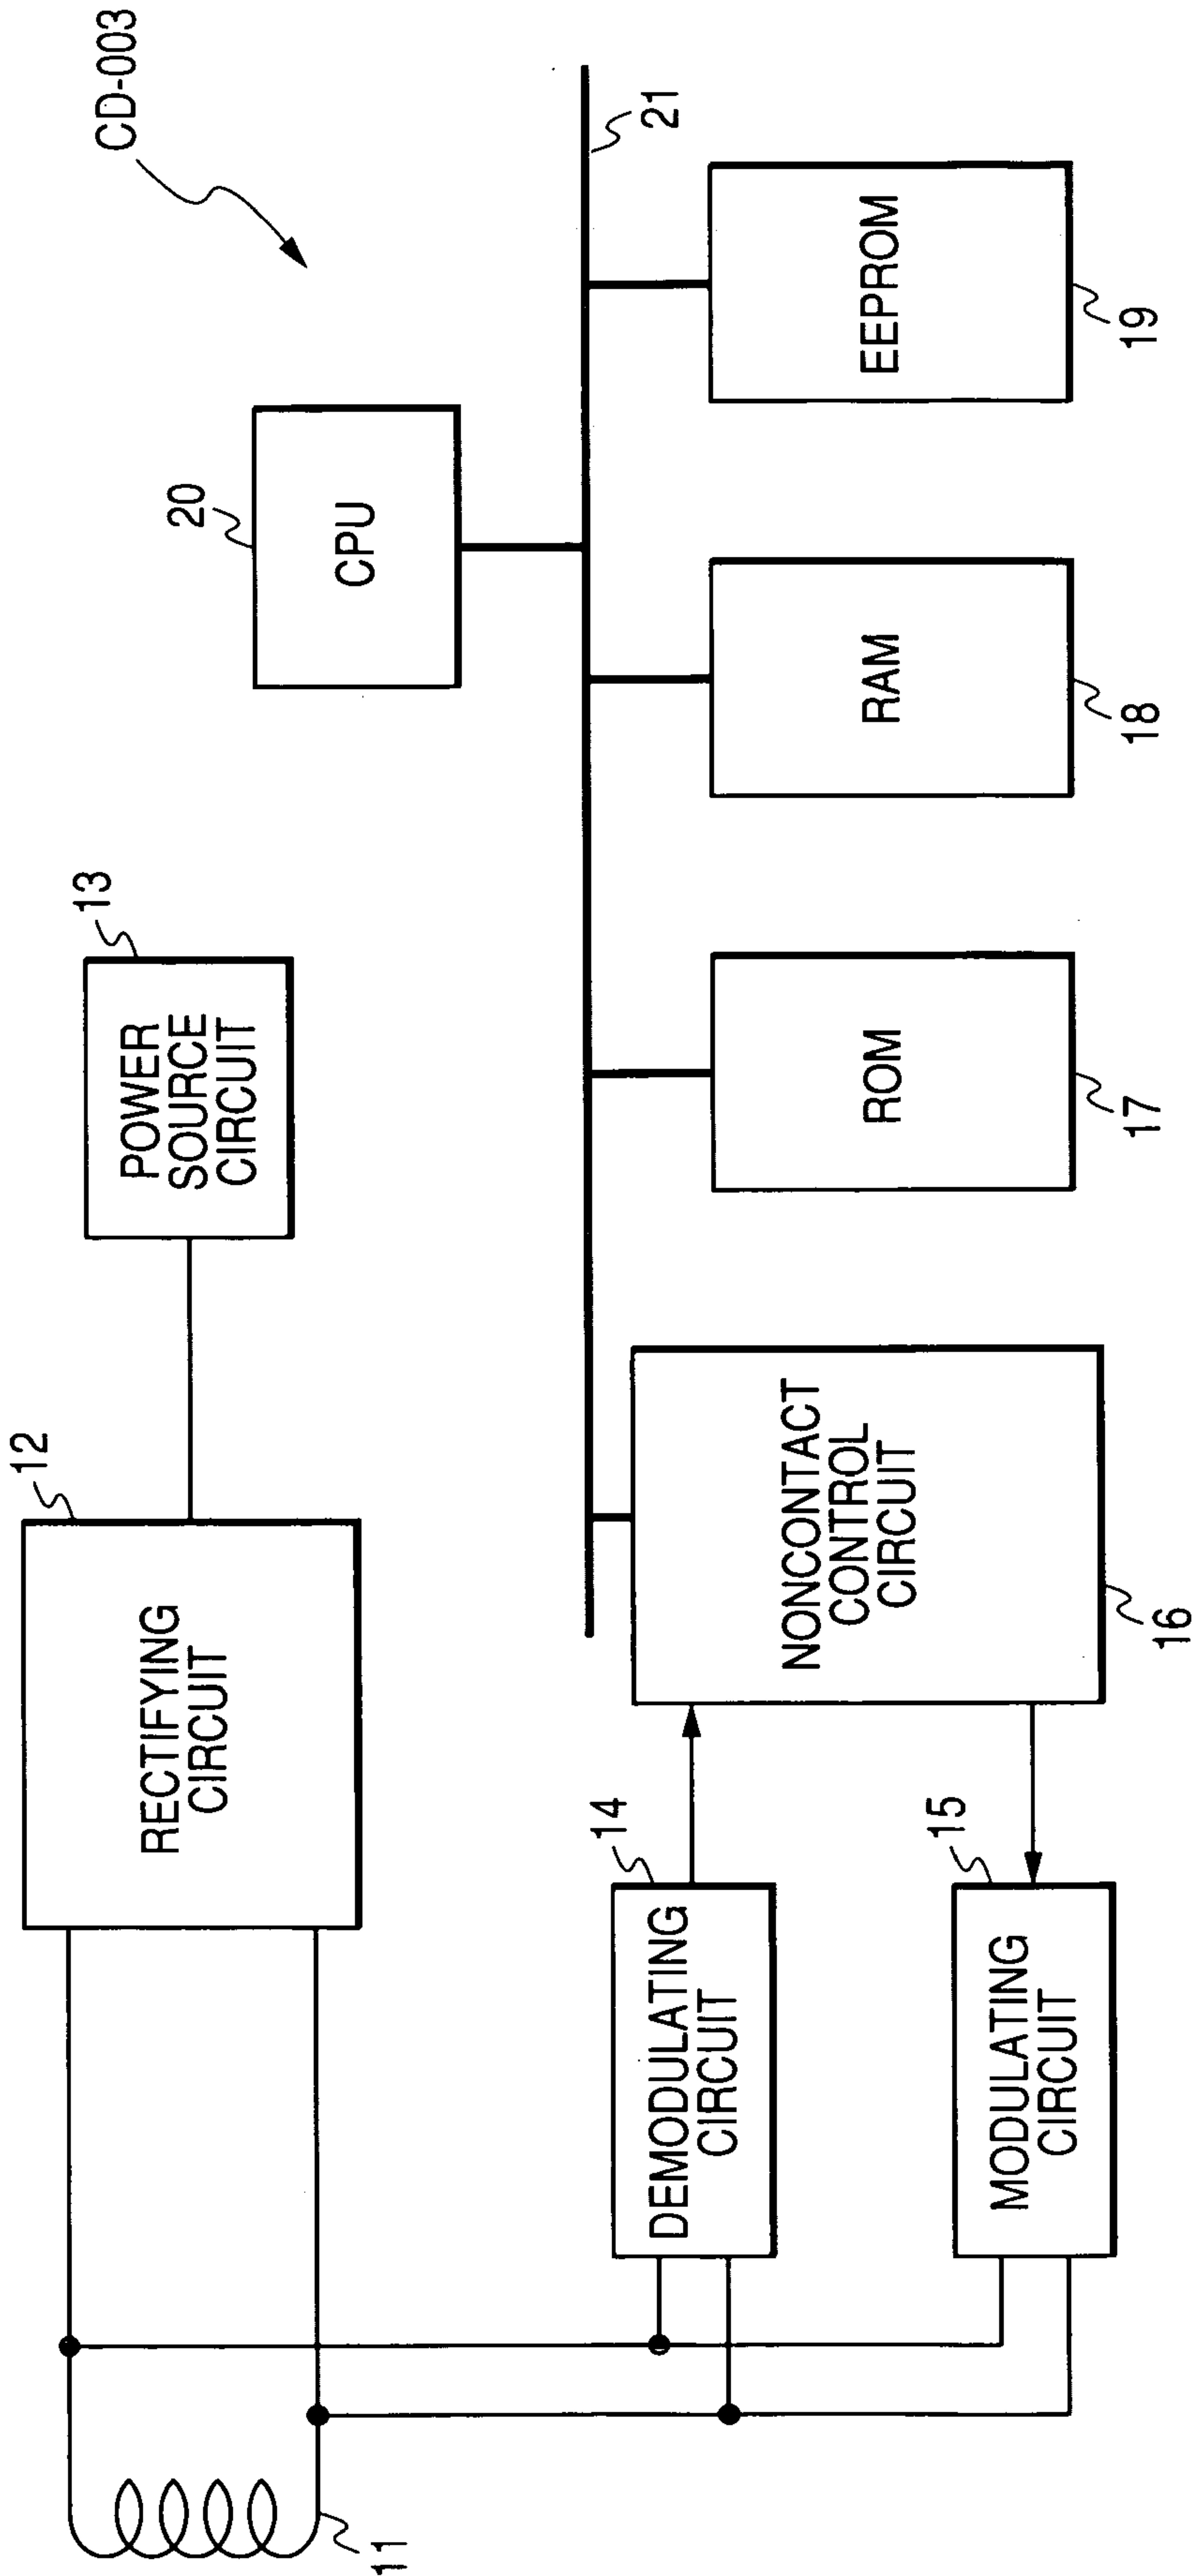 CD-003
12
13
RECTIFYING
CIRCUIT
POWER
SOURCE
CIRCUIT
20
CPU
11
21
14
DEMODULATING
CIRCUIT
15
MODULATING
CIRCUIT
NONCONTACT
CONTROL
CIRCUIT
16
ROM
17
RAM
18
EEPROM
19